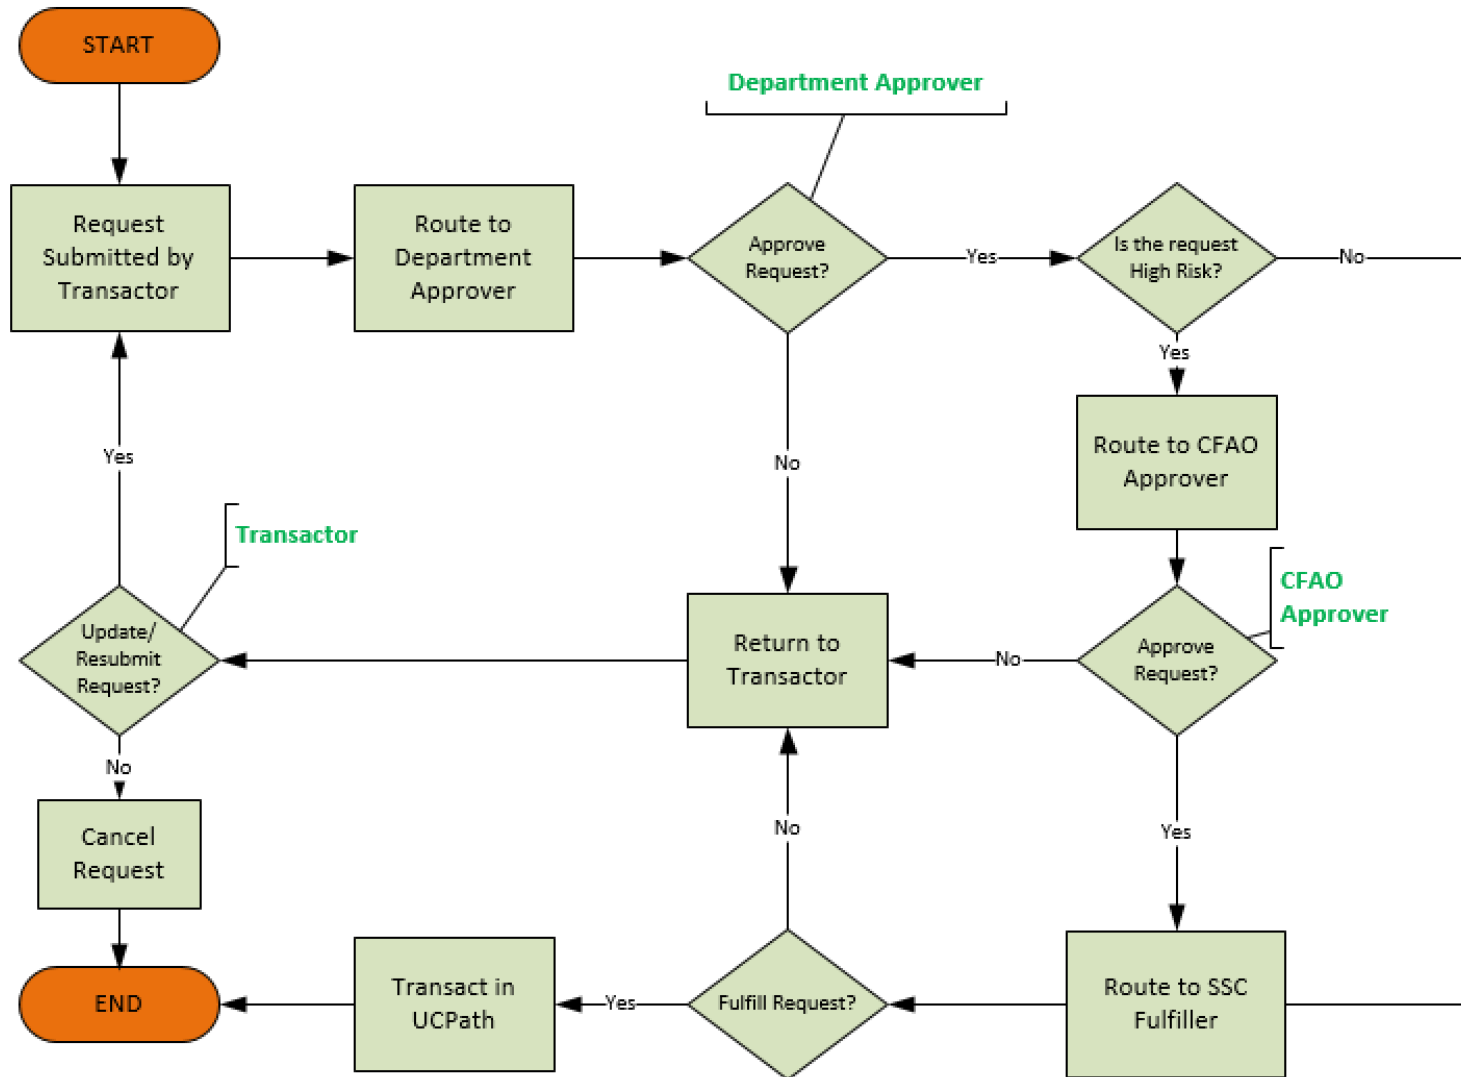 START
Department Approver
Request
Submitted by
Transactor
Route to
Department
Approver
Approve
Request?
Yes
Is the request
High Risk?
No
Yes
Route to CFAO
Approver
Yes
No
Transactor
CFAO
Approver
Update/
Resubmit
Request?
Return to
Transactor
No
Approve
Request?
No
Cancel
Request
No
Yes
END
Transact in
UCPath
Yes
Fulfill Request?
Route to SSC
Fulfiller